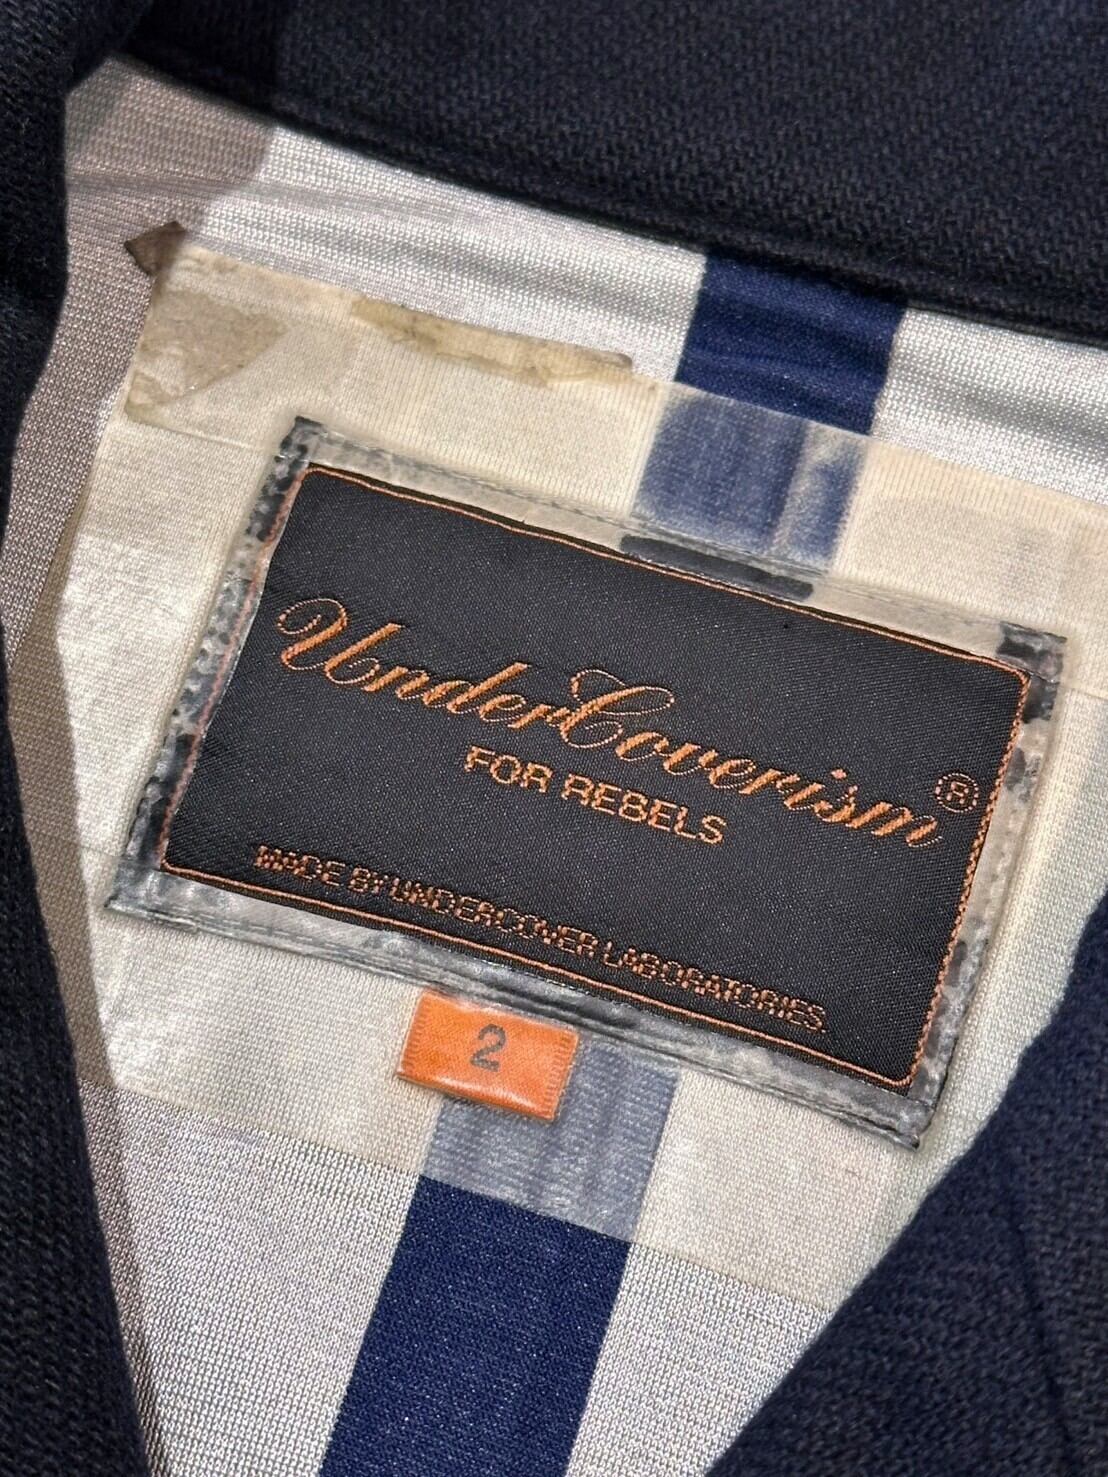 UnderCoverism®
FOR REBELS
MADE BY UNDERCOVER LABORATORIES.
2